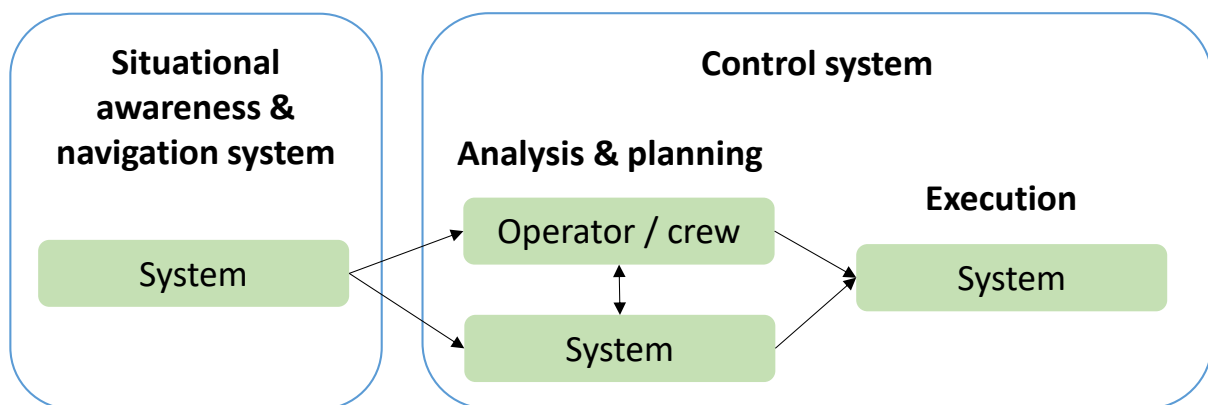 Situational
awareness &
navigation system
System
Control system
Analysis & planning
Operator / crew
System
Execution
System